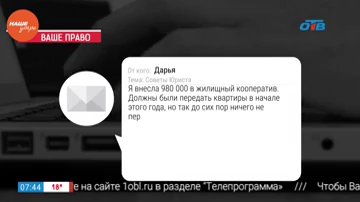 НАШЕ
утро
ВАШЕ ПРАВО
ОТВ
От кого: Дарья
Тема: Советы Юриста
Я внесла 980 000 в жилищный кооператив.
Должны были передать квартиры в начале
этого года, но так до сих пор ничего не
пер
07:44 18° е на сайте 1obl.ru в разделе "Телепрограмма" /// Чтобы Ва